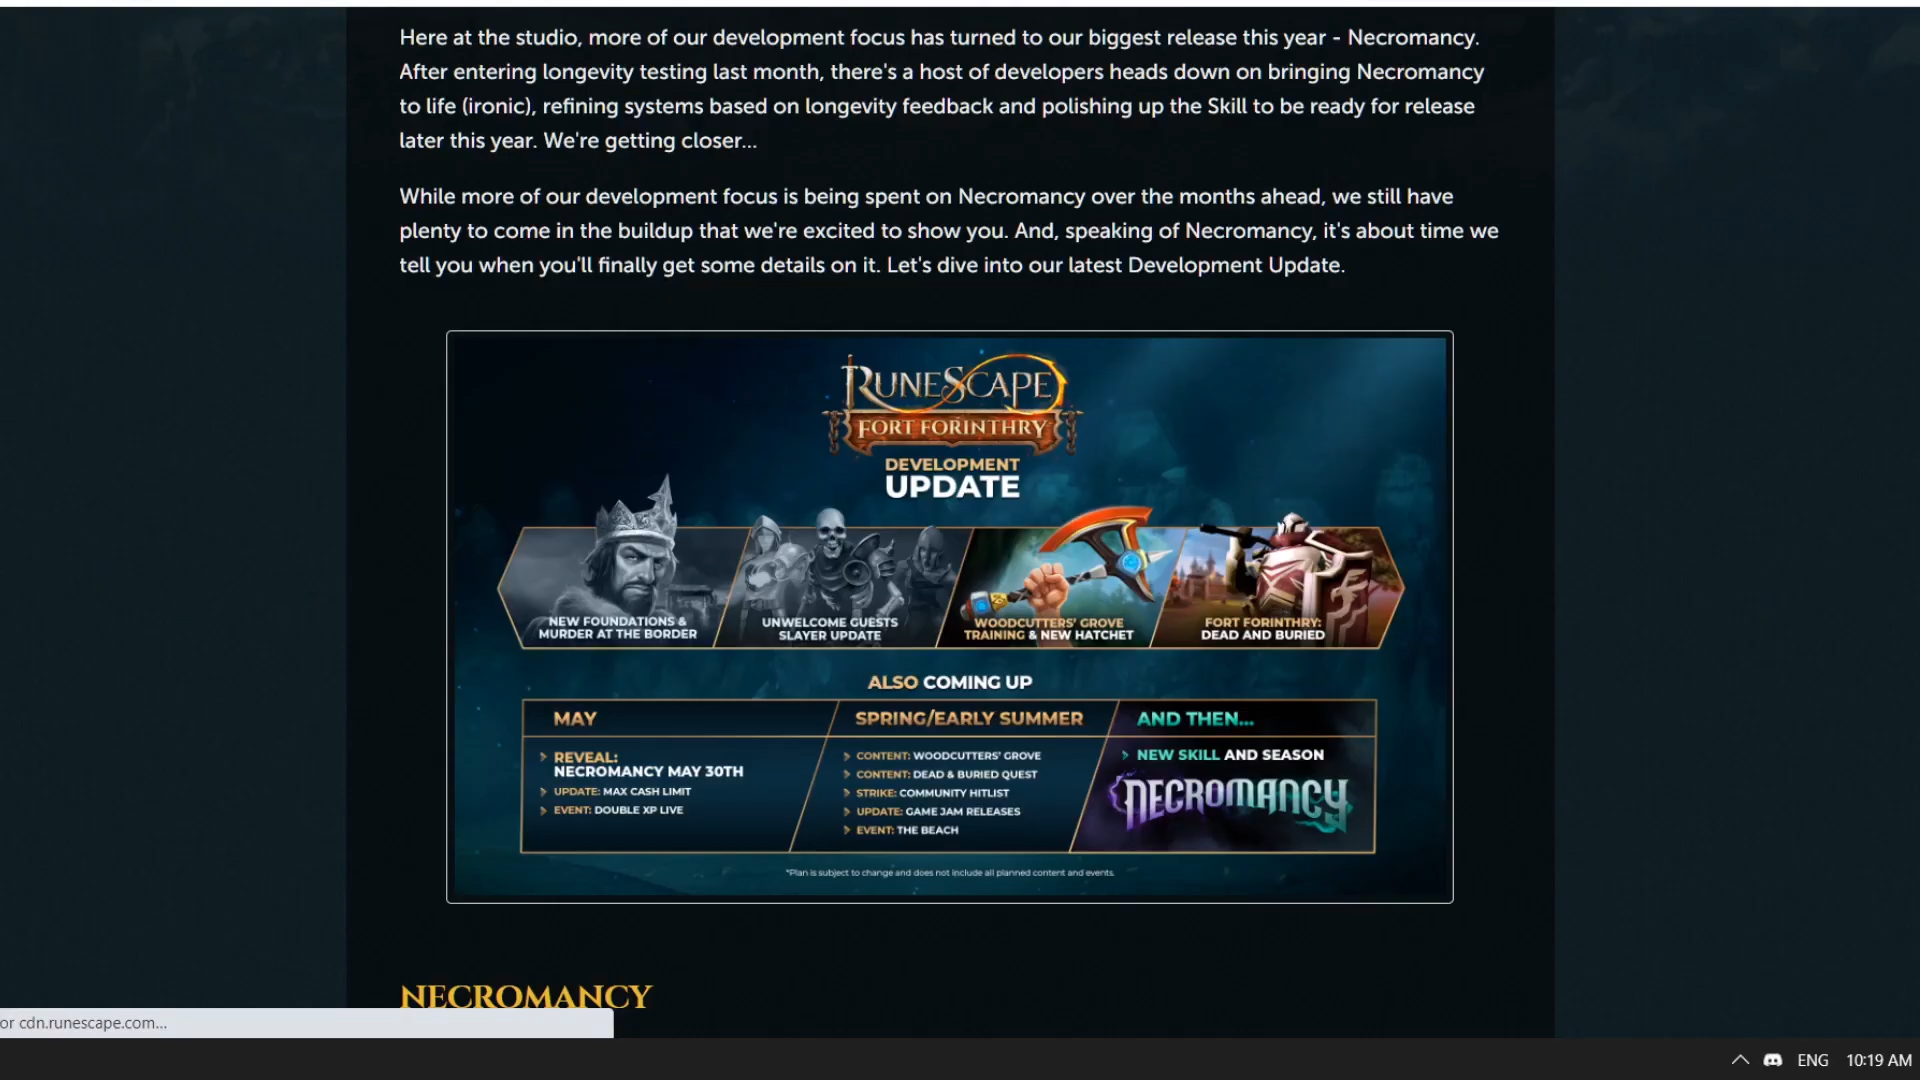 Here at the studio, more of our development focus has turned to our biggest release this year - Necromancy.
After entering longevity testing last month, there's a host of developers heads down on bringing Necromancy
to life (ironic), refining systems based on longevity feedback and polishing up the Skill to be ready for release
later this year. We're getting closer...
While more of our development focus is being spent on Necromancy over the months ahead, we still have
plenty to come in the buildup that we're excited to show you. And, speaking of Necromancy, it's about time we
tell you when you'll finally get some details on it. Let's dive into our latest Development Update.
RUNESCAPE
FORT FORINTHRY
DEVELOPMENT
UPDATE
NEW FOUNDATIONS &
MURDER AT THE BORDER
UNWELCOME GUESTS
SLAYER UPDATE
WOODCUTTERS' GROVE
TRAINING & NEW HATCHET
FORT FORINTHRY:
DEAD AND BURIED
ALSO COMING UP
MAY
REVEAL:
NECROMANCY MAY 30TH
UPDATE: MAX CASH LIMIT
EVENT: DOUBLE XP LIVE
SPRING/EARLY SUMMER
CONTENT: WOODCUTTERS' GROVE
CONTENT: DEAD & BURIED QUEST
STRIKE: COMMUNITY HITLIST
UPDATE: GAME JAM RELEASES
EVENT: THE BEACH
AND THEN...
NEW SKILL AND SEASON
NECROMANCY
*Plan is subject to change and does not include all planned content and events.
NECROMANCY
or cdn.runescape.com...
ENG 10:19 AM